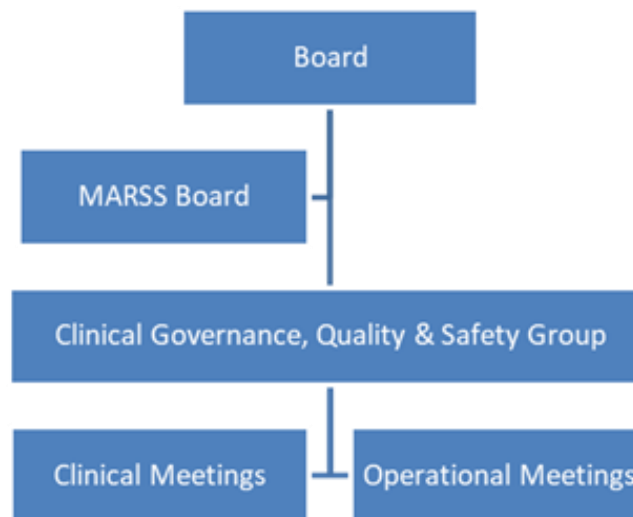 Board
MARSS Board
Clinical Governance, Quality & Safety Group
Clinical Meetings
Operational Meetings